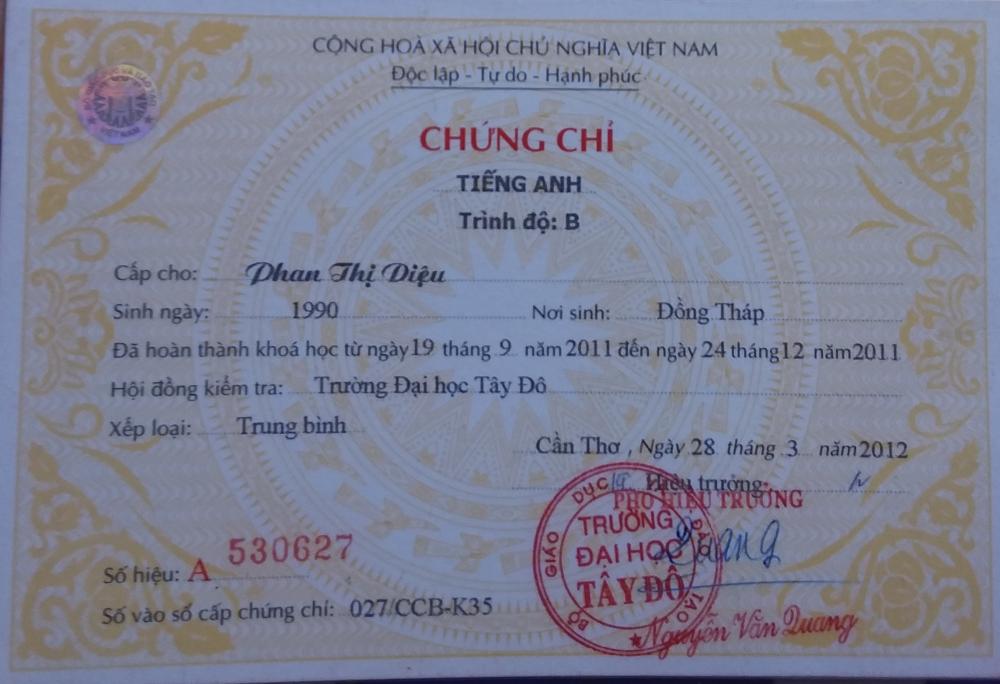 CỘNG HOÀ XÃ HỘI CHỦ NGHĨA VIỆT NAM
Độc lập - Tự do - Hạnh phúc
CHỨNG CHỈ
TIẾNG ANH
Trình độ: B
Cấp cho: Phan Thị Diệu
Sinh ngày: 1990 Nơi sinh: Đồng Tháp
Đã hoàn thành khoá học từ ngày 19 tháng 9 năm 2011 đến ngày 24 tháng 12 năm 2011
Hội đồng kiểm tra: Trường Đại học Tây Đô
Xếp loại: Trung bình
Cần Thơ, Ngày 28 tháng 3 năm 2012
Hiệu trưởng
PHÓ HIỆU TRƯỞNG
BỘ GIÁO DỤC ĐÀO TẠO
TRƯỜNG
ĐẠI HỌC
TÂY ĐÔ
Nguyễn Văn Quang
Số hiệu: A 530627
Số vào sổ cấp chứng chỉ: 027/CCB-K35